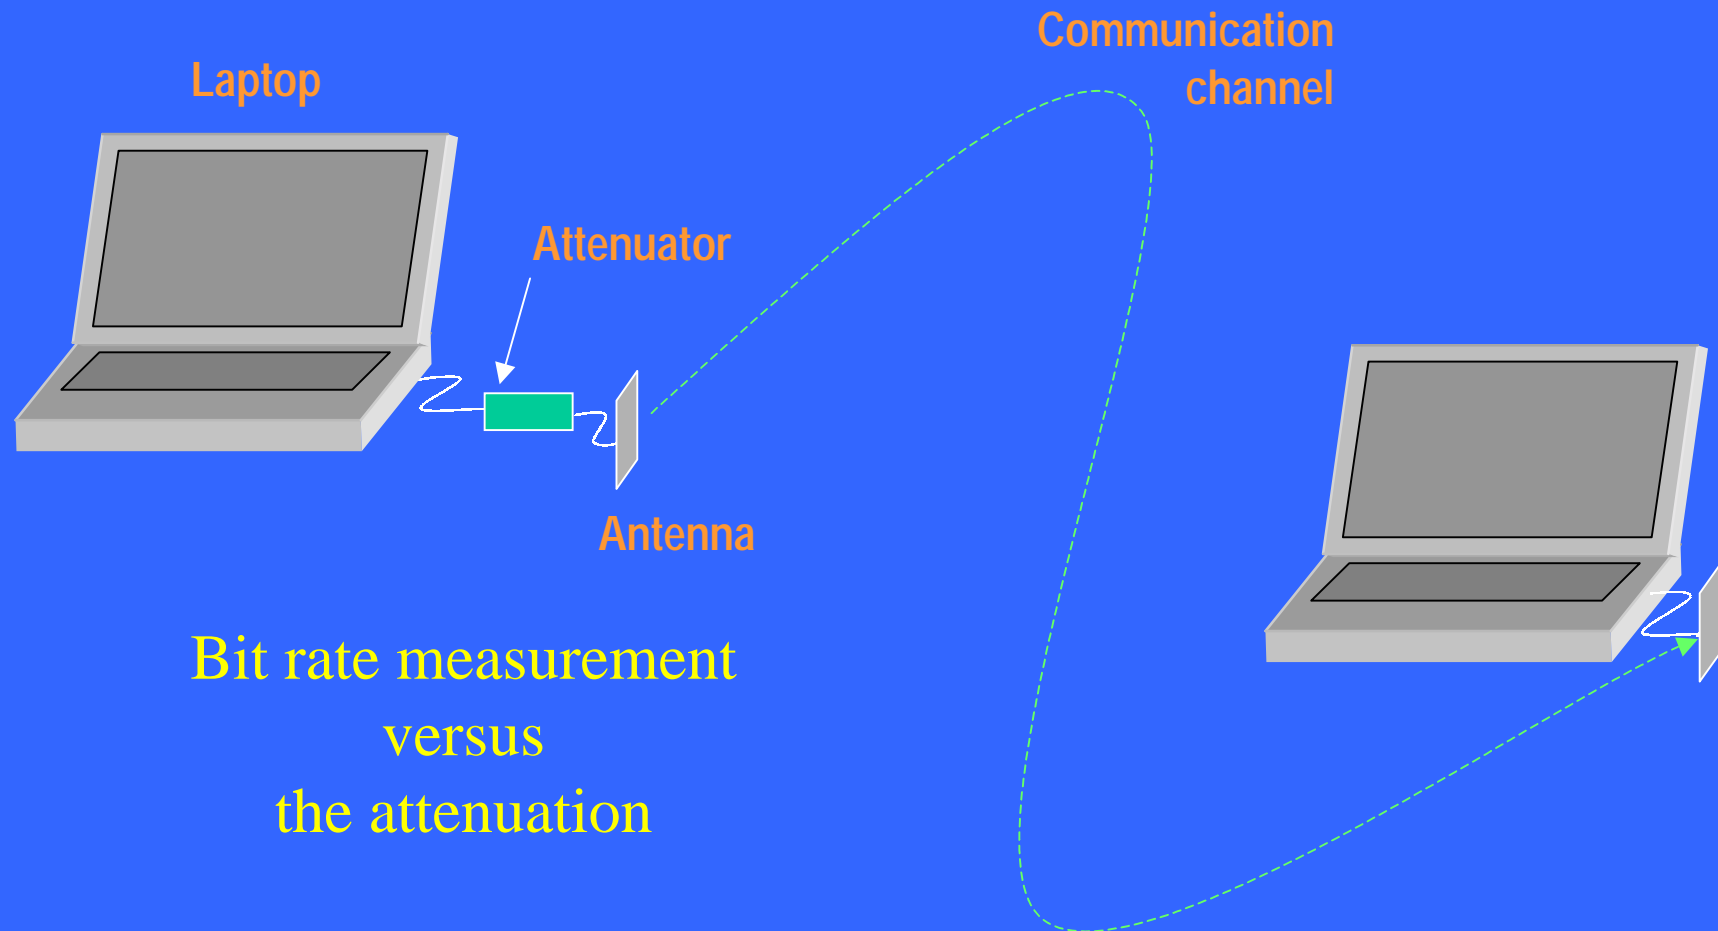 Communication
channel
Laptop
Attenuator
Antenna
Bit rate measurement
versus
the attenuation